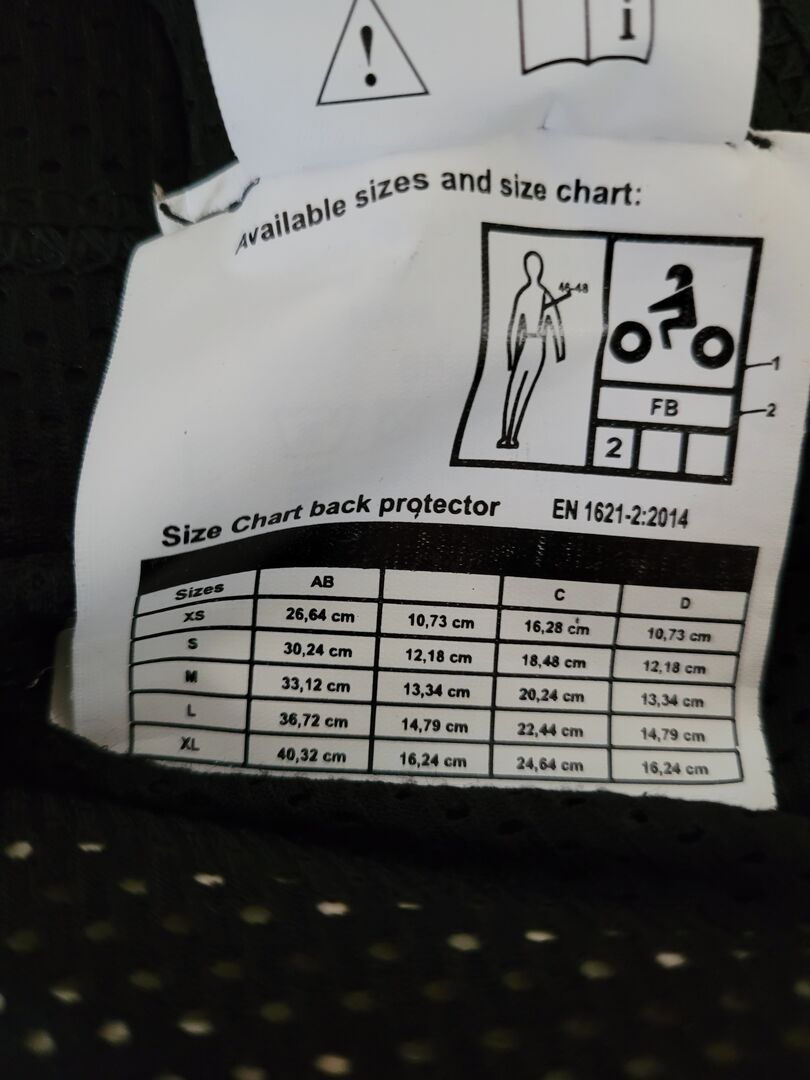 !
i
Available sizes and size chart:
46-48
1
FB
2
2
Size Chart back protector EN 1621-2:2014
Sizes AB C D
XS 26,64 cm 10,73 cm 16,28 cm 10,73 cm
S 30,24 cm 12,18 cm 18,48 cm 12,18 cm
M 33,12 cm 13,34 cm 20,24 cm 13,34 cm
L 36,72 cm 14,79 cm 22,44 cm 14,79 cm
XL 40,32 cm 16,24 cm 24,64 cm 16,24 cm